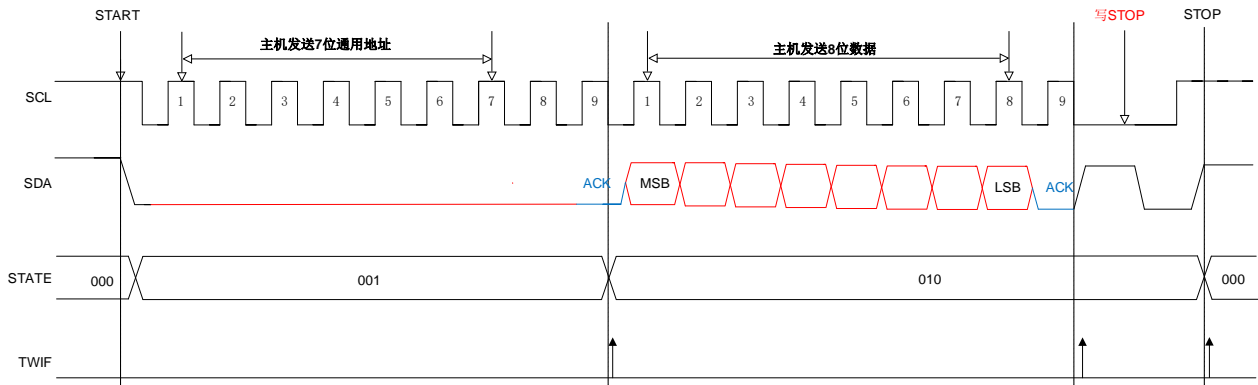 START
写STOP
STOP
主机发送7位通用地址
主机发送8位数据
SCL
1 2 3 4 5 6 7 8 9 1 2 3 4 5 6 7 8 9
SDA
ACK MSB LSB ACK
STATE
000 001 010 000
TWIF